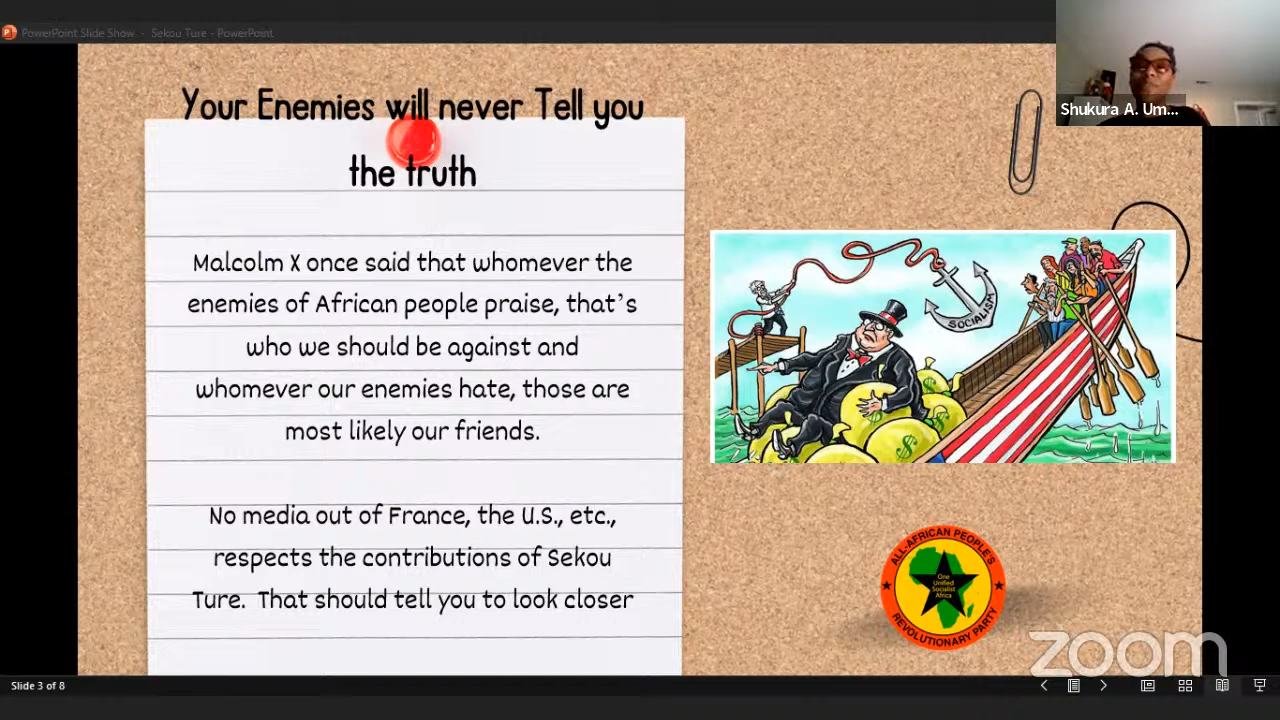 PowerPoint Slide Show - Sekou Ture - PowerPoint
Shukura A. Um...
Your Enemies will never Tell you
the truth
Malcolm X once said that whomever the
enemies of African people praise, that's
who we should be against and
whomever our enemies hate, those are
most likely our friends.
No media out of France, the U.S., etc.,
respects the contributions of Sekou
Ture. That should tell you to look closer
SOCIALISM
$
$
$
ALL-AFRICAN PEOPLE'S
One
Unified
Socialist
Africa
REVOLUTIONARY PARTY
zoom
Slide 3 of 8